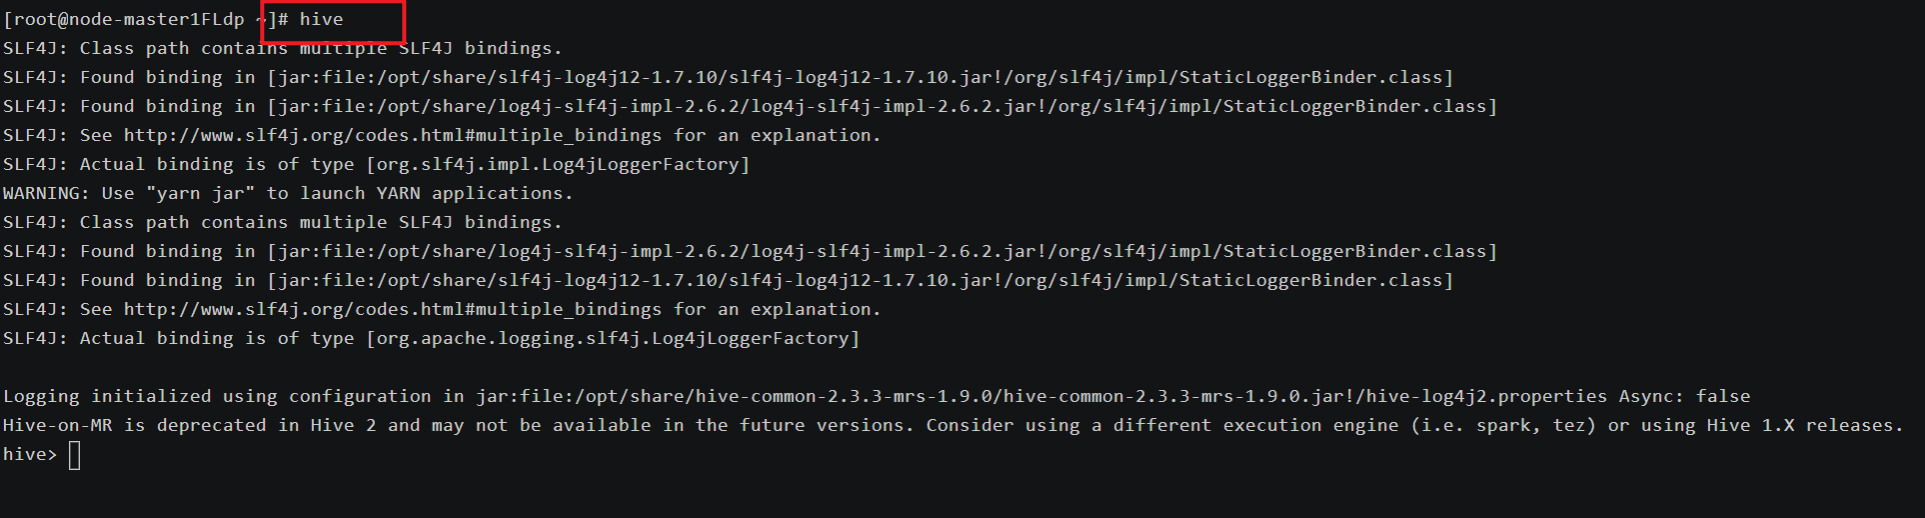 [root@node-master1FLdp ~]# hive
SLF4J: Class path contains multiple SLF4J bindings.
SLF4J: Found binding in [jar:file:/opt/share/slf4j-log4j12-1.7.10/slf4j-log4j12-1.7.10.jar!/org/slf4j/impl/StaticLoggerBinder.class]
SLF4J: Found binding in [jar:file:/opt/share/log4j-slf4j-impl-2.6.2/log4j-slf4j-impl-2.6.2.jar!/org/slf4j/impl/StaticLoggerBinder.class]
SLF4J: See http://www.slf4j.org/codes.html#multiple_bindings for an explanation.
SLF4J: Actual binding is of type [org.slf4j.impl.Log4jLoggerFactory]
WARNING: Use "yarn jar" to launch YARN applications.
SLF4J: Class path contains multiple SLF4J bindings.
SLF4J: Found binding in [jar:file:/opt/share/log4j-slf4j-impl-2.6.2/log4j-slf4j-impl-2.6.2.jar!/org/slf4j/impl/StaticLoggerBinder.class]
SLF4J: Found binding in [jar:file:/opt/share/slf4j-log4j12-1.7.10/slf4j-log4j12-1.7.10.jar!/org/slf4j/impl/StaticLoggerBinder.class]
SLF4J: See http://www.slf4j.org/codes.html#multiple_bindings for an explanation.
SLF4J: Actual binding is of type [org.apache.logging.slf4j.Log4jLoggerFactory]
Logging initialized using configuration in jar:file:/opt/share/hive-common-2.3.3-mrs-1.9.0/hive-common-2.3.3-mrs-1.9.0.jar!/hive-log4j2.properties Async: false
Hive-on-MR is deprecated in Hive 2 and may not be available in the future versions. Consider using a different execution engine (i.e. spark, tez) or using Hive 1.X releases.
hive>